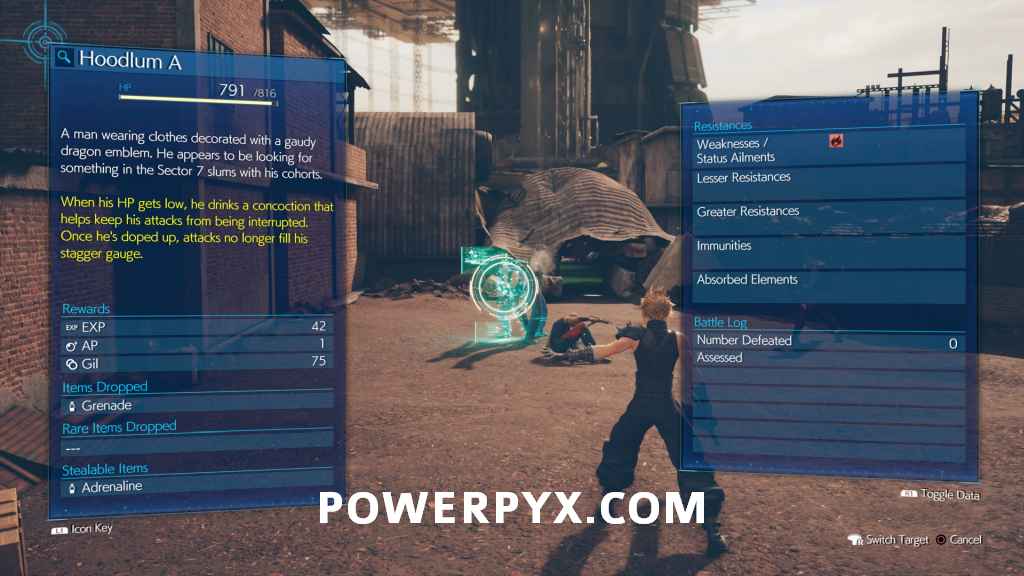 Hoodlum A
HP 791 /816
A man wearing clothes decorated with a gaudy
dragon emblem. He appears to be looking for
something in the Sector 7 slums with his cohorts.
When his HP gets low, he drinks a concoction that
helps keep his attacks from being interrupted.
Once he's doped up, attacks no longer fill his
stagger gauge.
Rewards
EXP EXP 42
AP 1
Gil 75
Items Dropped
Grenade
Rare Items Dropped
---
Stealable Items
Adrenaline
L1 Icon Key
Resistances
Weaknesses /
Status Ailments
Lesser Resistances
Greater Resistances
Immunities
Absorbed Elements
Battle Log
Number Defeated 0
Assessed
R1 Toggle Data
Switch Target Cancel
POWERPYX.COM